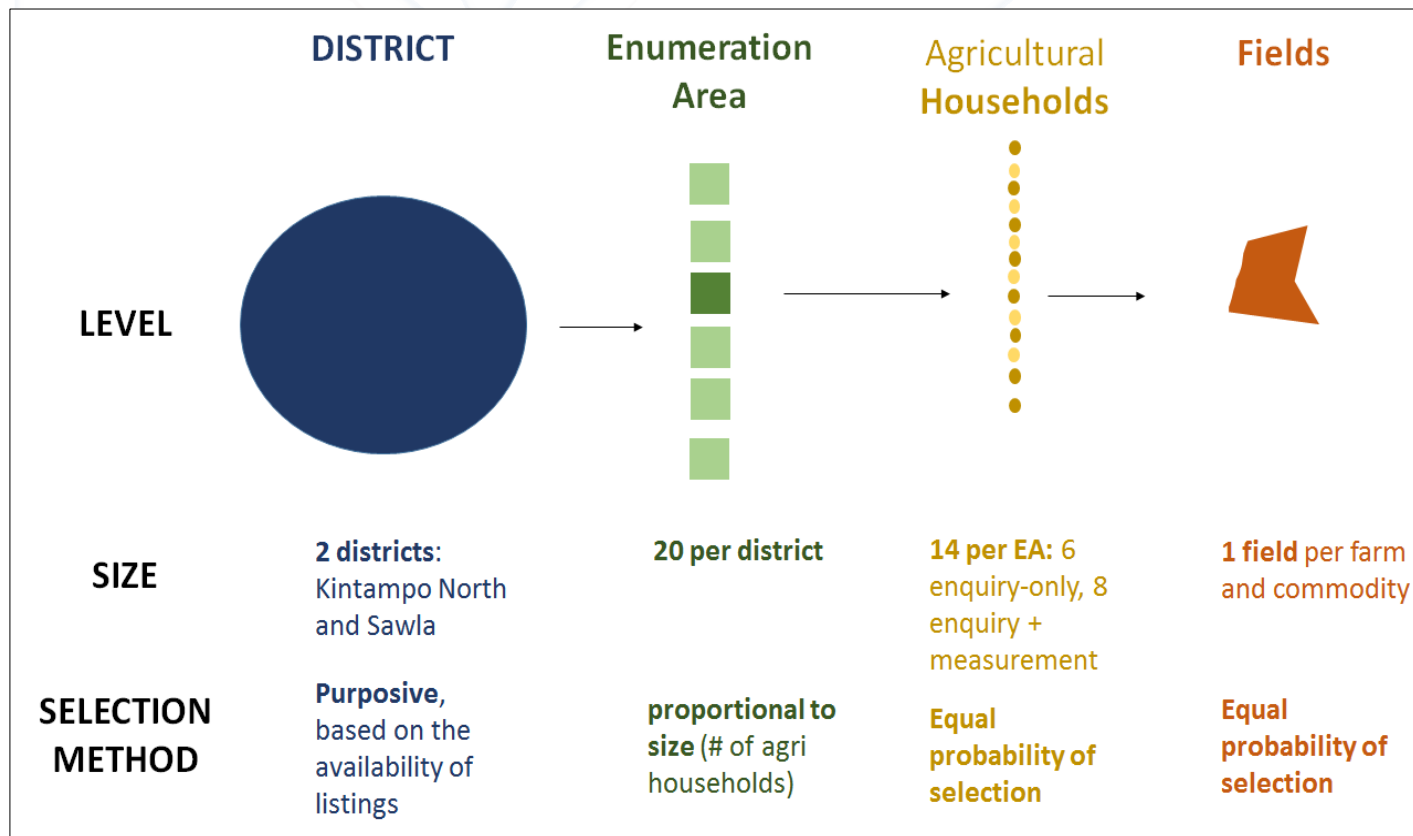 DISTRICT
Enumeration
Area
Agricultural
Households
Fields
LEVEL
SIZE
2 districts:
Kintampo North
and Sawla
20 per district
14 per EA: 6
enquiry-only, 8
enquiry +
measurement
1 field per farm
and commodity
SELECTION
METHOD
Purposive,
based on the
availability of
listings
proportional to
size (# of agri
households)
Equal
probability of
selection
Equal
probability of
selection